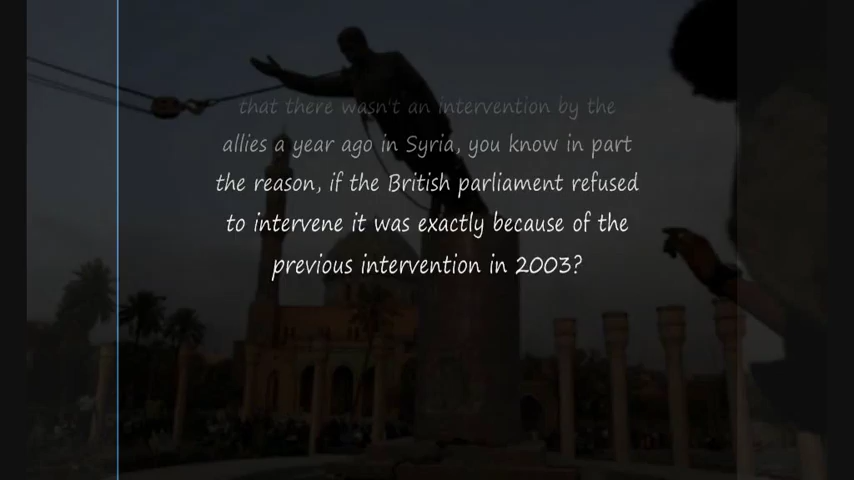 that there wasn't an intervention by the
allies a year ago in Syria, you know in part
the reason, if the British parliament refused
to intervene it was exactly because of the
previous intervention in 2003?